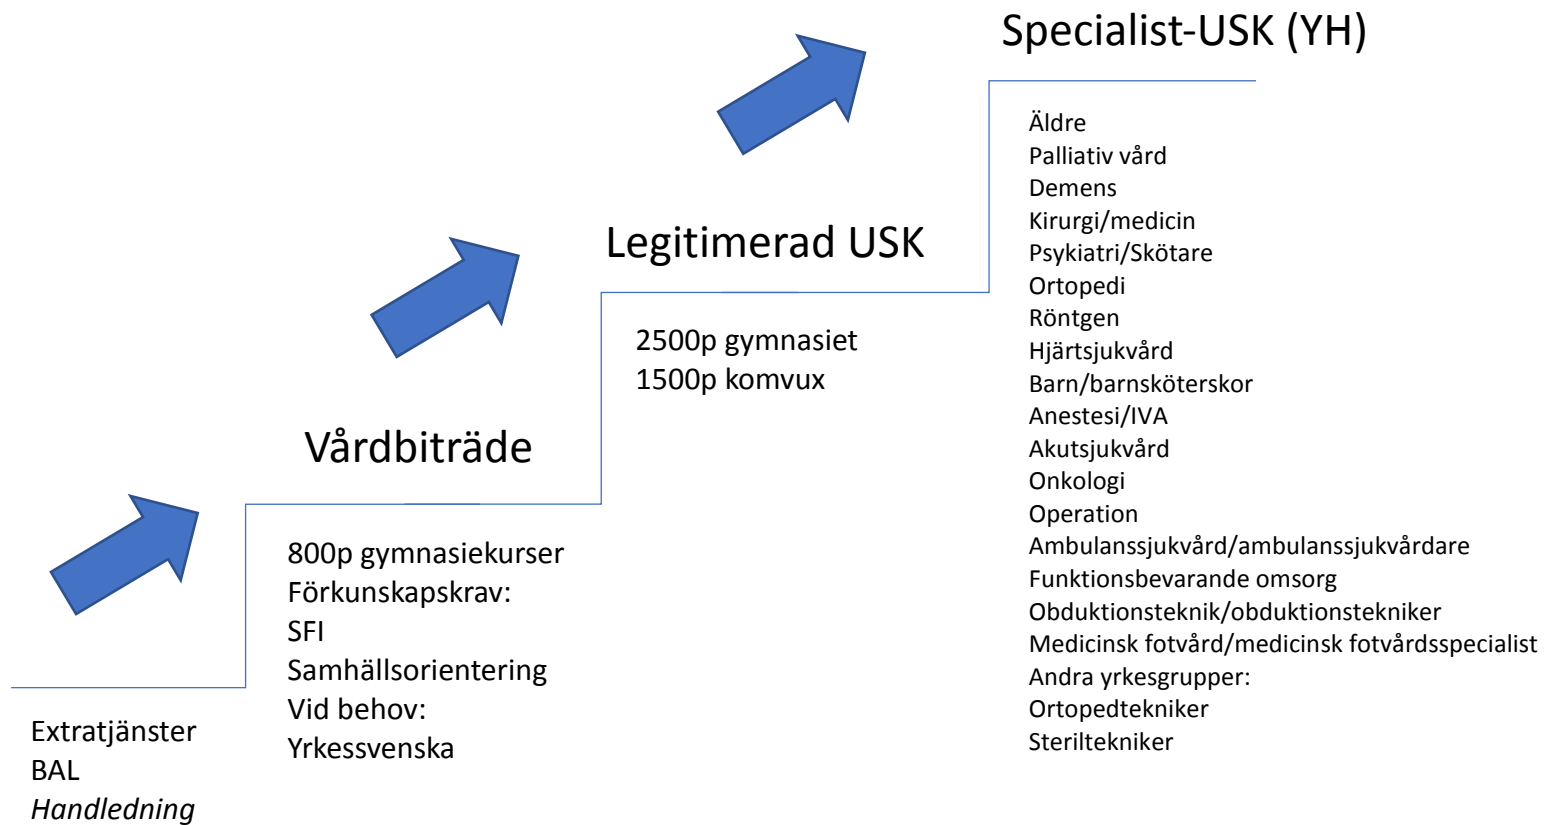 Specialist-USK (YH)
Äldre
Palliativ vård
Demens
Kirurgi/medicin
Psykiatri/Skötare
Ortopedi
Röntgen
Hjärtsjukvård
Barn/barnsköterskor
Anestesi/IVA
Akutsjukvård
Onkologi
Operation
Ambulanssjukvård/ambulanssjukvårdare
Funktionsbevarande omsorg
Obduktionsteknik/obduktionstekniker
Medicinsk fotvård/medicinsk fotvårdsspecialist
Andra yrkesgrupper:
Ortopedtekniker
Steriltekniker
Legitimerad USK
2500p gymnasiet
1500p komvux
Vårdbiträde
800p gymnasiekurser
Förkunskapskrav:
SFI
Samhällsorientering
Vid behov:
Yrkessvenska
Extratjänster
BAL
Handledning